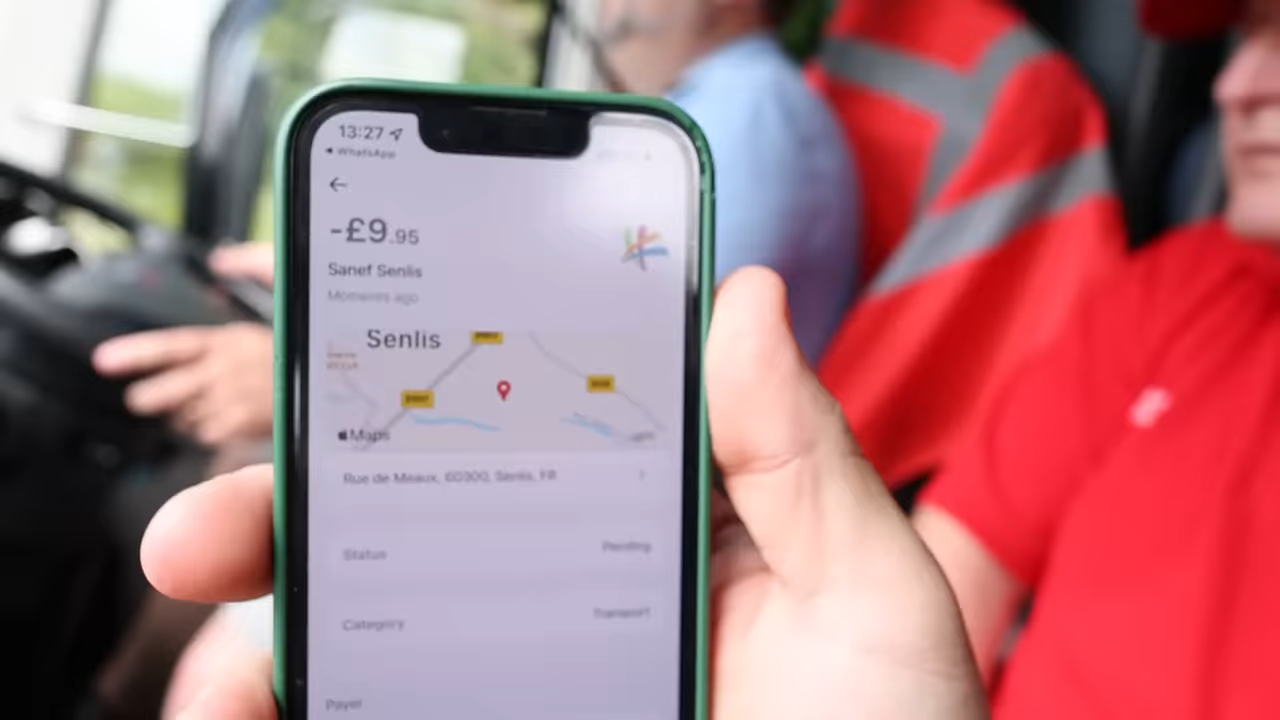 13:27
◀ WhatsApp
←
-£9.95
Sanef Senlis
Moments ago
Senlis
Maps
Rue de Meaux, 60300, Senlis, FR
Status Pending
Category Transport
Payer